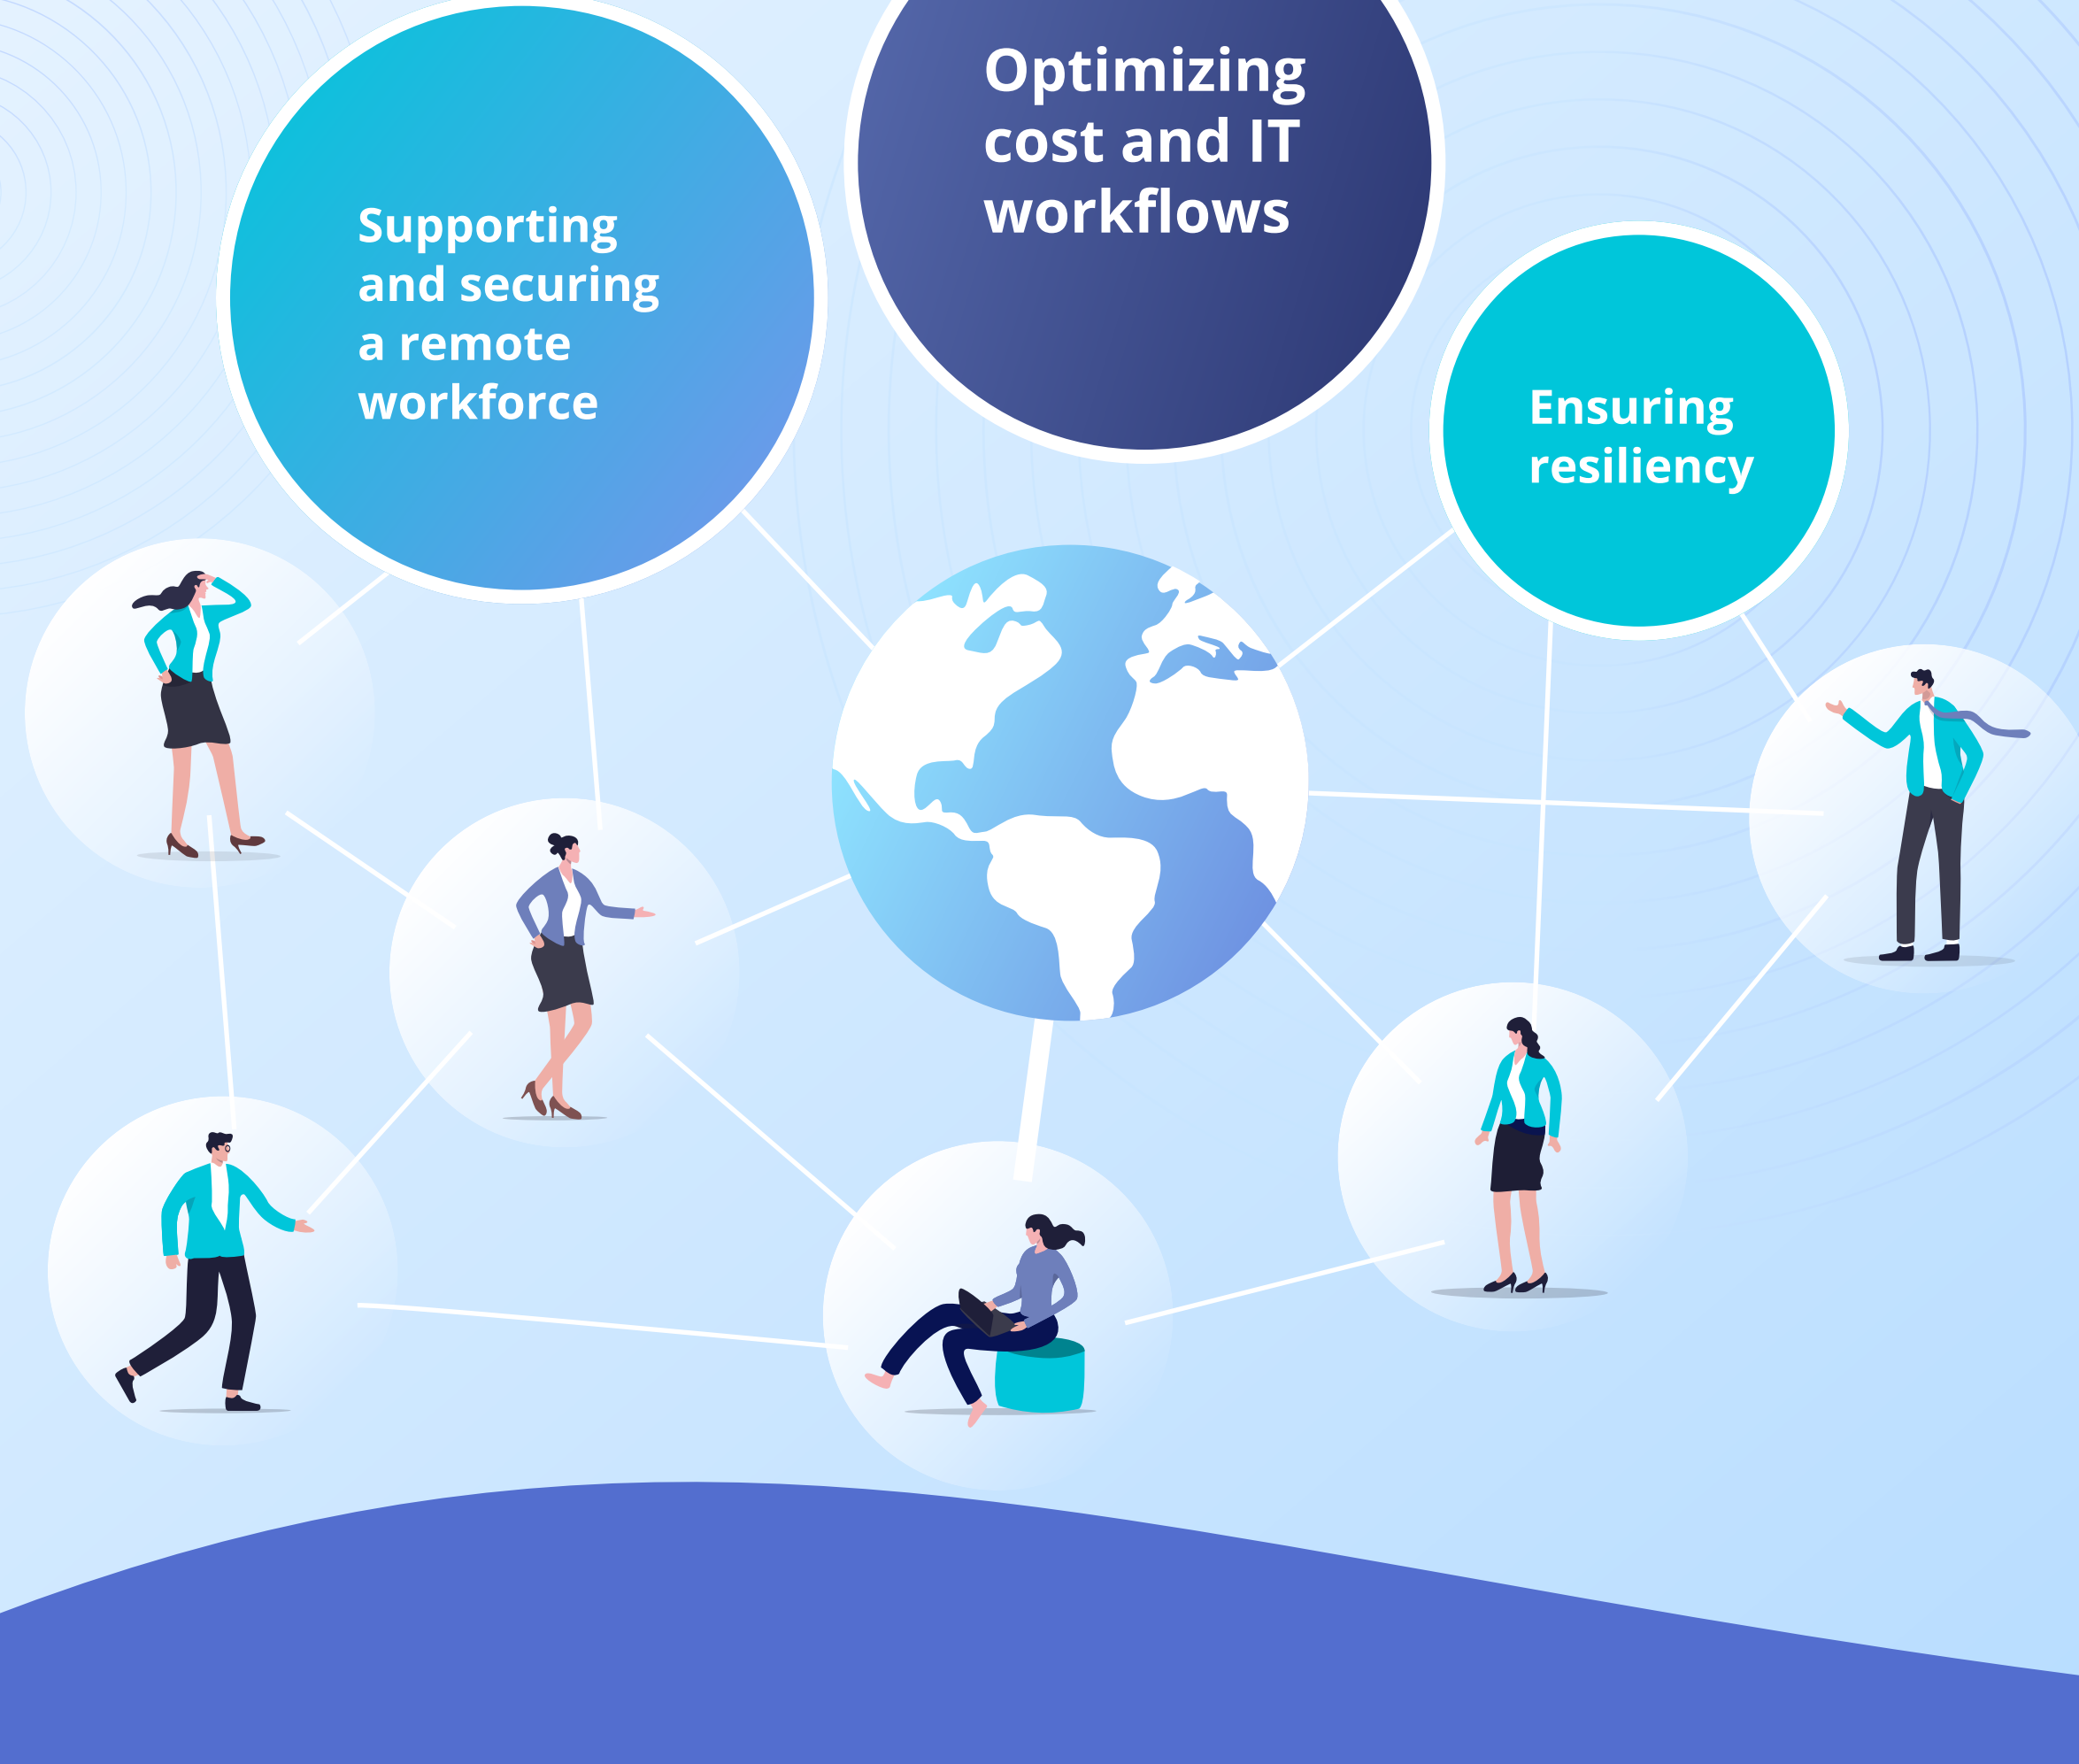 Supporting
and securing
a remote
workforce
Optimizing
cost and IT
workflows
Ensuring
resiliency